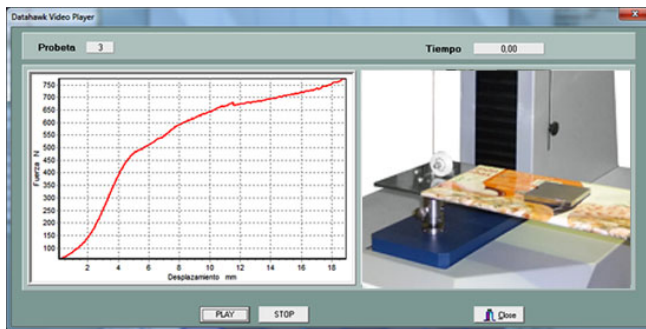 Datahawk Video Player
Probeta 3
Tiempo 0,00
Fuerza N
750
700
650
600
550
500
450
400
350
300
250
200
150
100
2 4 6 8 10 12 14 16 18
Desplazamiento mm
PLAY STOP Close